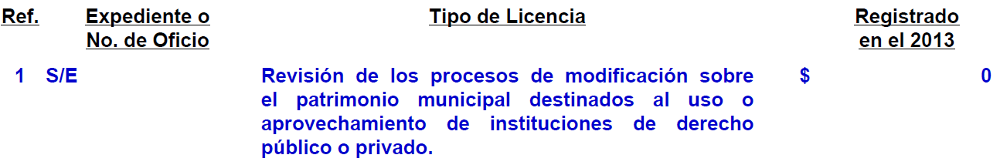 Ref. Expediente o Tipo de Licencia Registrado
No. de Oficio en el 2013
1 S/E Revisión de los procesos de modificación sobre $ 0
el patrimonio municipal destinados al uso o
aprovechamiento de instituciones de derecho
público o privado.